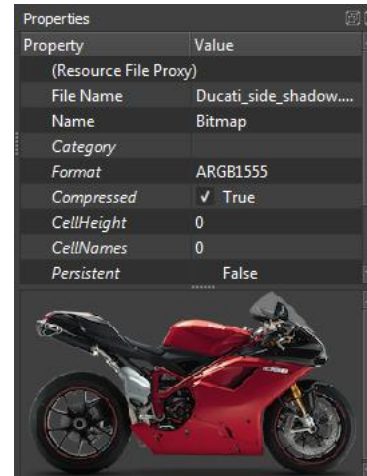 Properties
Property Value
(Resource File Proxy)
File Name Ducati_side_shadow....
Name Bitmap
Category
Format ARGB1555
Compressed True
CellHeight 0
CellNames 0
Persistent False